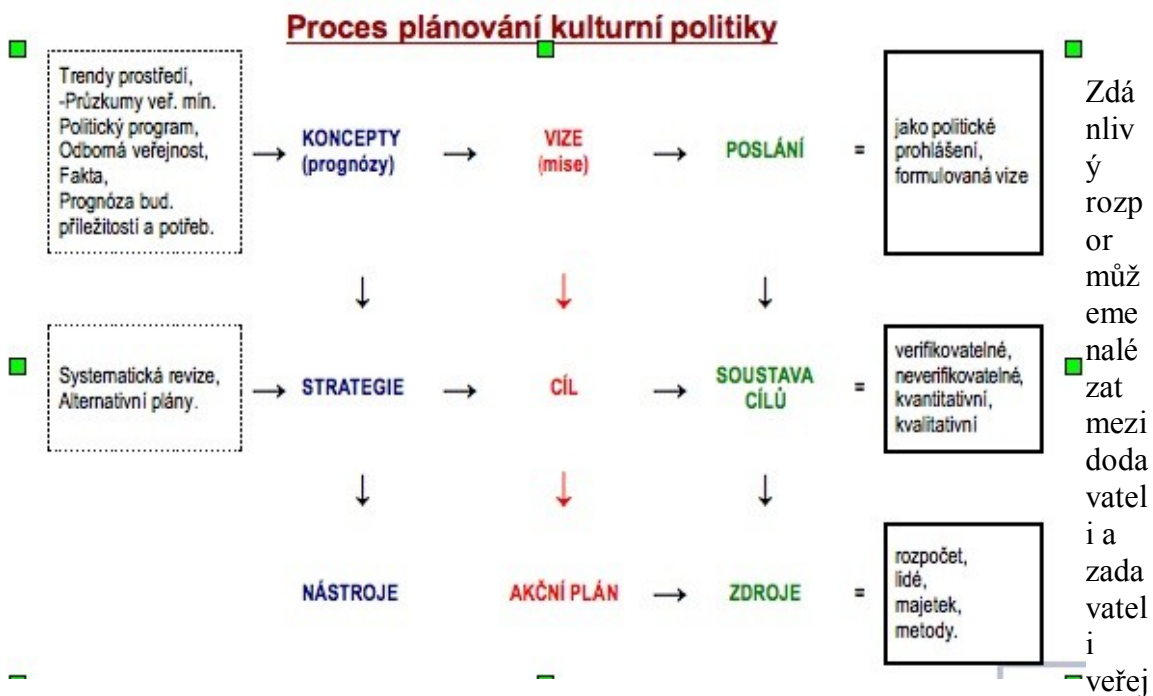 Proces plánování kulturní politiky
Trendy prostředí,
-Průzkumy veř. mín.
Politický program,
Odborná veřejnost,
Fakta,
Prognóza bud.
příležitostí a potřeb.
→ KONCEPTY
(prognózy)
→ VIZE
(mise)
→ POSLÁNÍ
=
jako politické
prohlášení,
formulovaná vize
↓ ↓ ↓
Systematická revize,
Alternativní plány.
→ STRATEGIE
→ CÍL
→ SOUSTAVA
CÍLŮ
=
verifikovatelné,
neverifikovatelné,
kvantitativní,
kvalitativní
↓ ↓ ↓
NÁSTROJE
AKČNÍ PLÁN
→ ZDROJE
=
rozpočet,
lidé,
majetek,
metody.
Zdá
nliv
ý
rozp
or
můž
eme
nalé
zat
mezi
doda
vatel
i a
zada
vatel
i
veřej